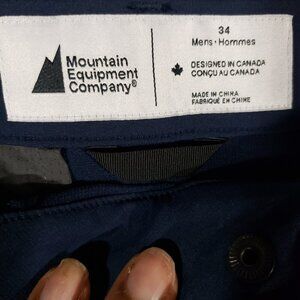 Mountain
Equipment
Company®
34
Mens · Hommes
DESIGNED IN CANADA
CONÇU AU CANADA
MADE IN CHINA
FABRIQUÉ EN CHINE